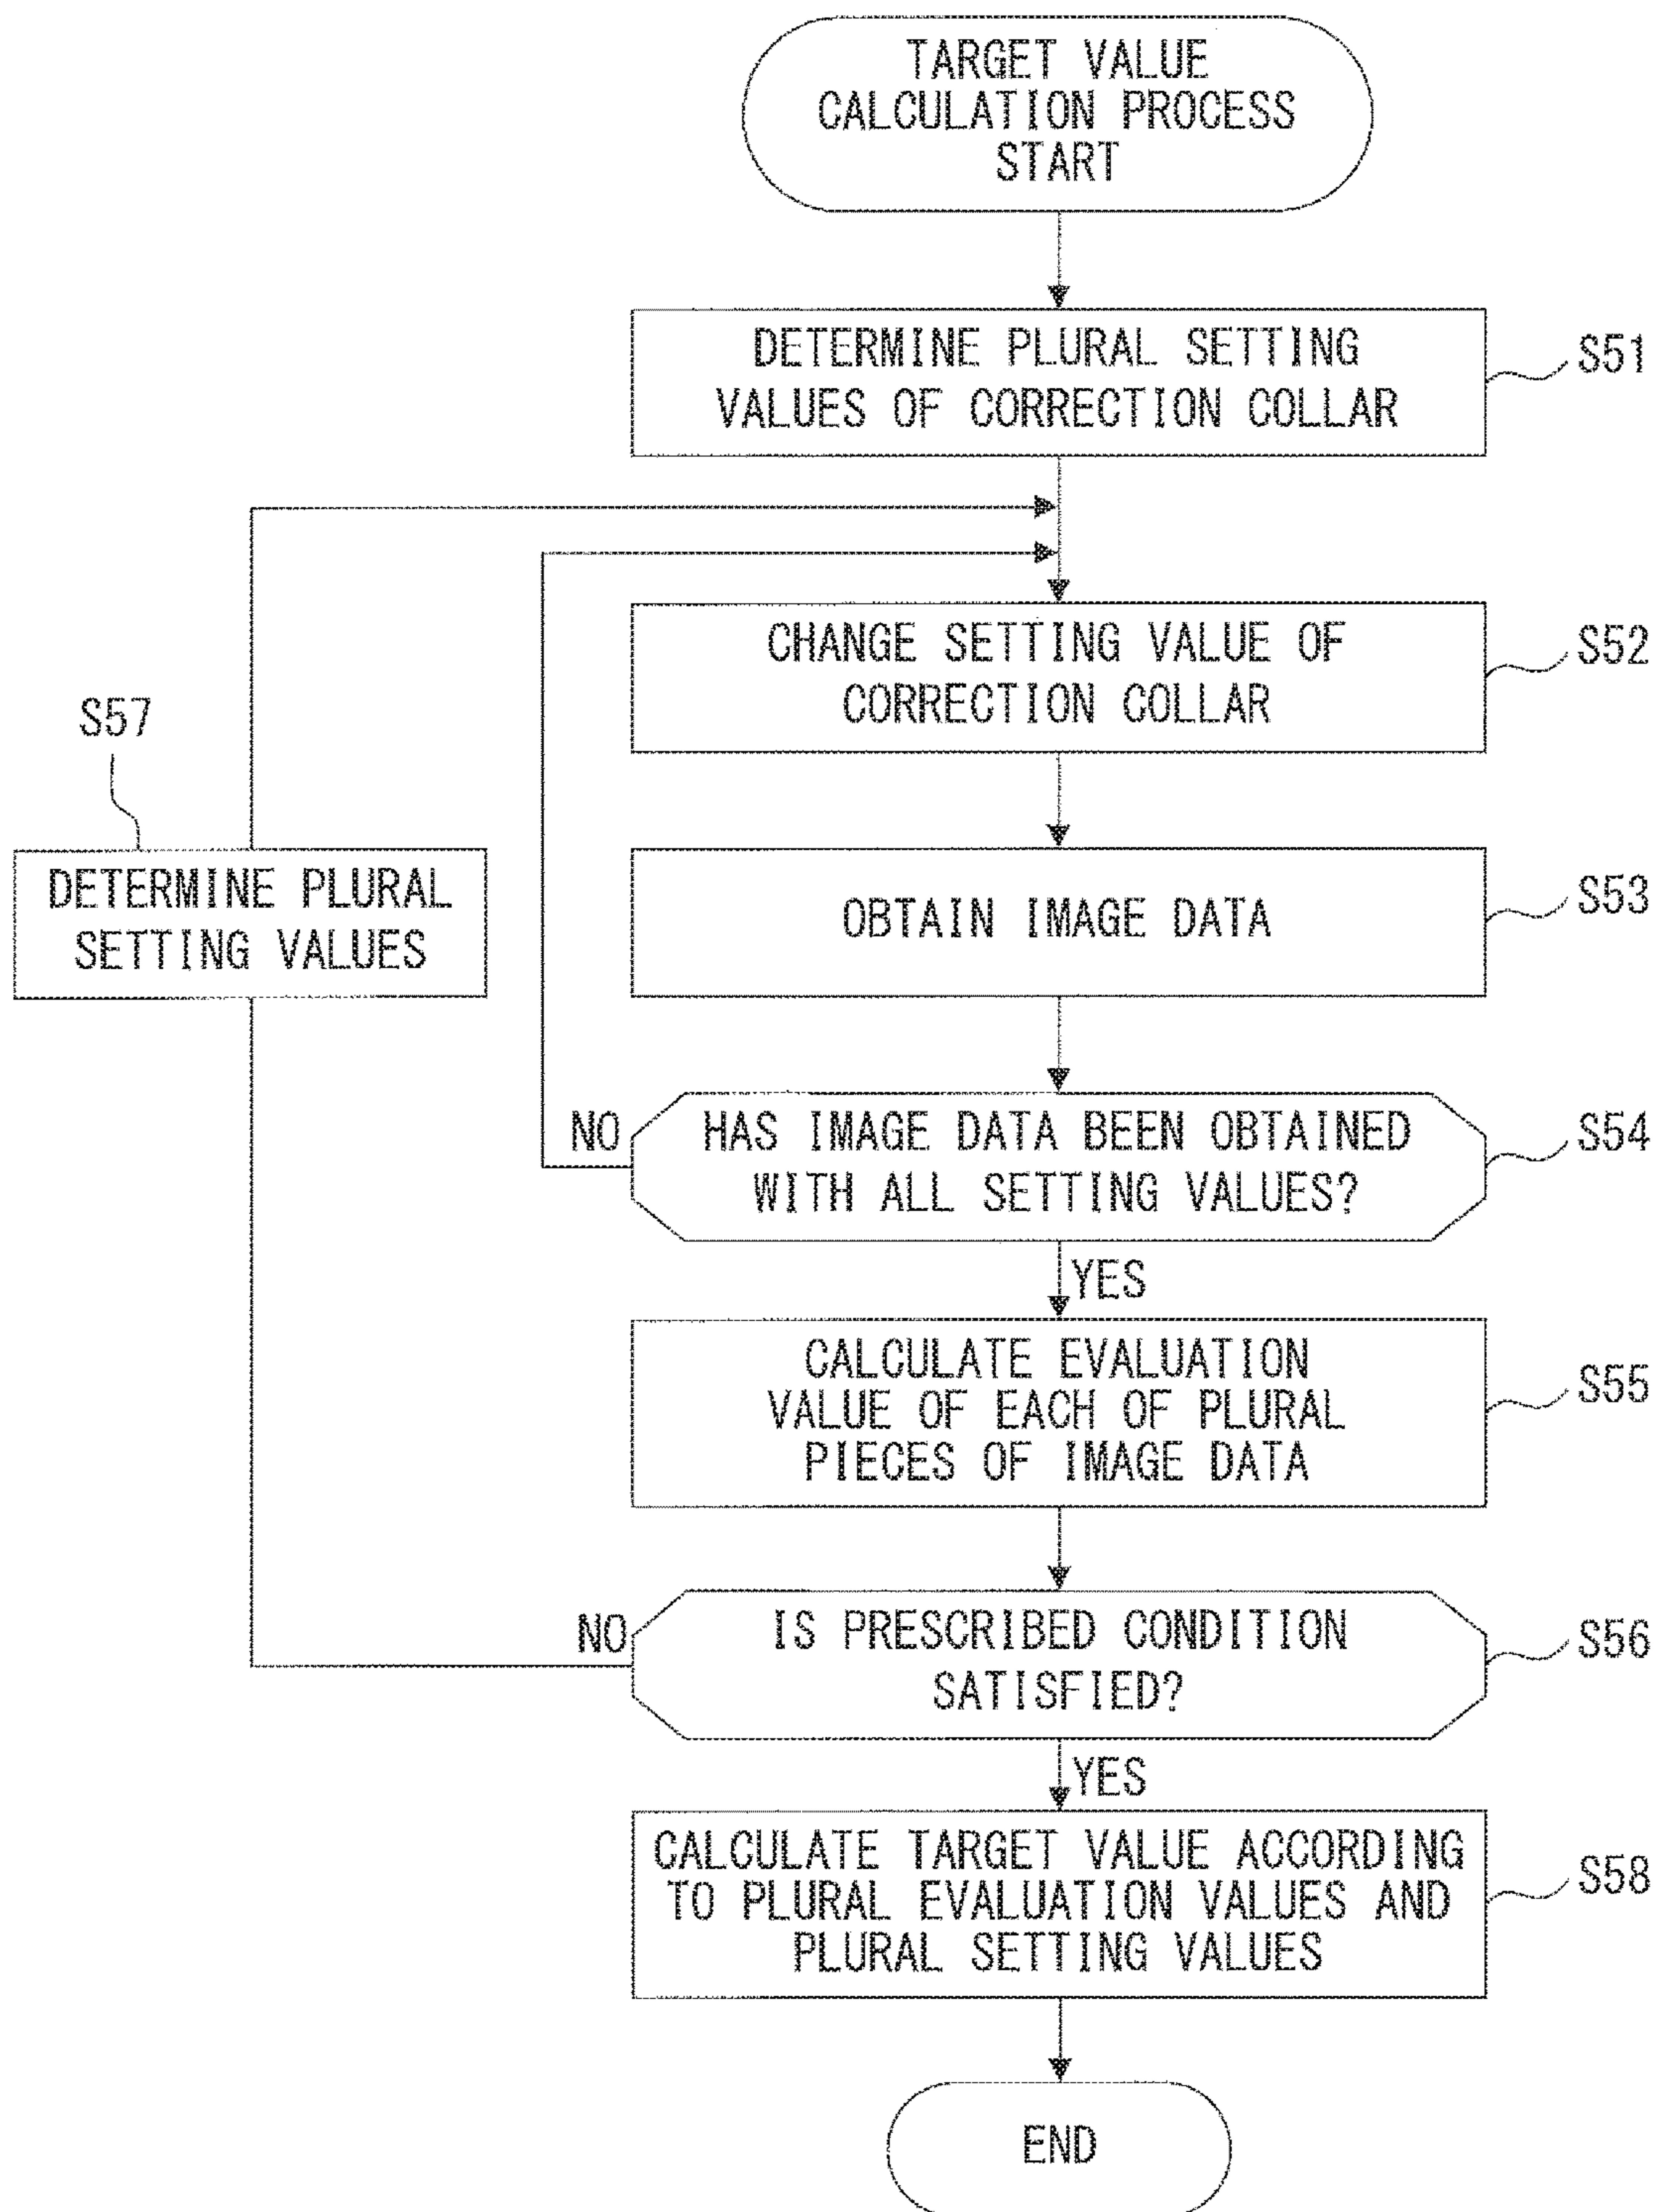 TARGET VALUE
CALCULATION PROCESS
START
DETERMINE PLURAL SETTING
VALUES OF CORRECTION COLLAR
S51
CHANGE SETTING VALUE OF
CORRECTION COLLAR
S52
S57
DETERMINE PLURAL
SETTING VALUES
OBTAIN IMAGE DATA
S53
NO
HAS IMAGE DATA BEEN OBTAINED
WITH ALL SETTING VALUES?
S54
YES
CALCULATE EVALUATION
VALUE OF EACH OF PLURAL
PIECES OF IMAGE DATA
S55
NO
IS PRESCRIBED CONDITION
SATISFIED?
S56
YES
CALCULATE TARGET VALUE ACCORDING
TO PLURAL EVALUATION VALUES AND
PLURAL SETTING VALUES
S58
END